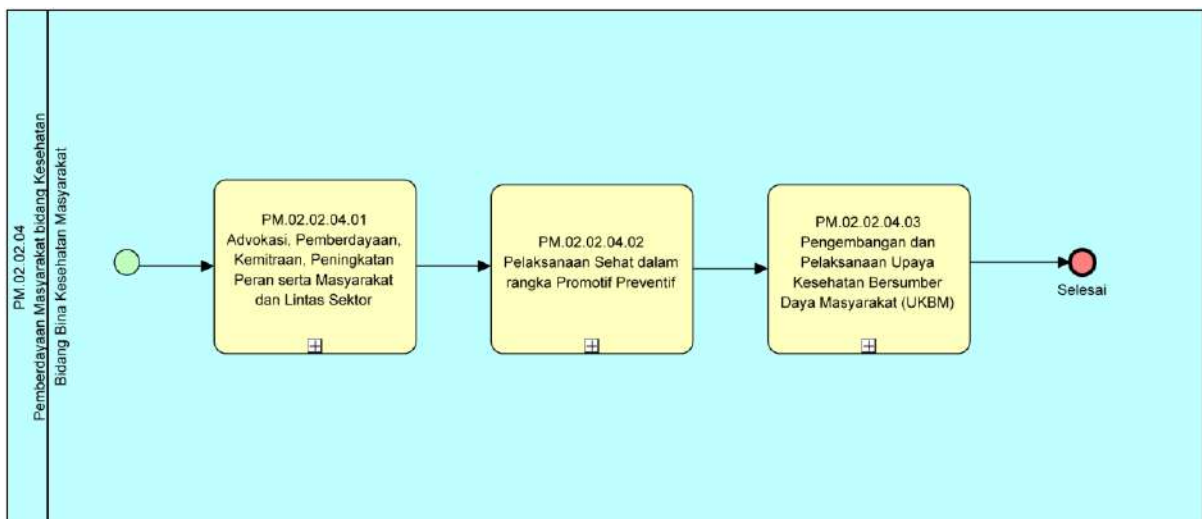 PM.02.02.04
Pemberdayaan Masyarakat bidang Kesehatan
Bidang Bina Kesehatan Masyarakat
PM.02.02.04.01
Advokasi, Pemberdayaan,
Kemitraan, Peningkatan
Peran serta Masyarakat
dan Lintas Sektor
PM.02.02.04.02
Pelaksanaan Sehat dalam
rangka Promotif Preventif
PM.02.02.04.03
Pengembangan dan
Pelaksanaan Upaya
Kesehatan Bersumber
Daya Masyarakat (UKBM)
Selesai